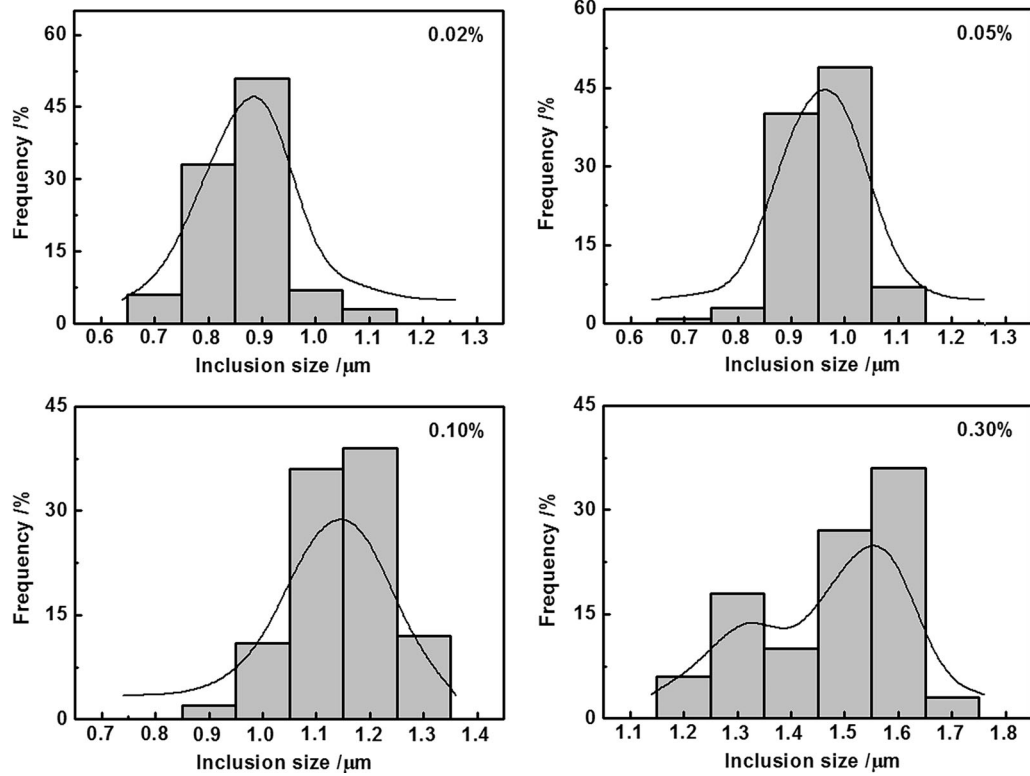 0.02%
60
45
30
15
0
Frequency /%
0.6 0.7 0.8 0.9 1.0 1.1 1.2 1.3
Inclusion size /μm
0.05%
60
45
30
15
0
Frequency /%
0.6 0.7 0.8 0.9 1.0 1.1 1.2 1.3
Inclusion size /μm
0.10%
45
30
15
0
Frequency /%
0.7 0.8 0.9 1.0 1.1 1.2 1.3 1.4
Inclusion size /μm
0.30%
45
30
15
0
Frequency /%
1.1 1.2 1.3 1.4 1.5 1.6 1.7 1.8
Inclusion size /μm